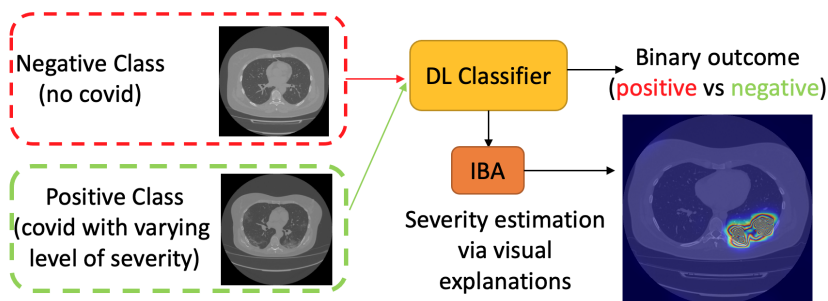 Negative Class
(no covid)
Positive Class
(covid with varying
level of severity)
DL Classifier
IBA
Severity estimation
via visual
explanations
Binary outcome
(positive vs negative)